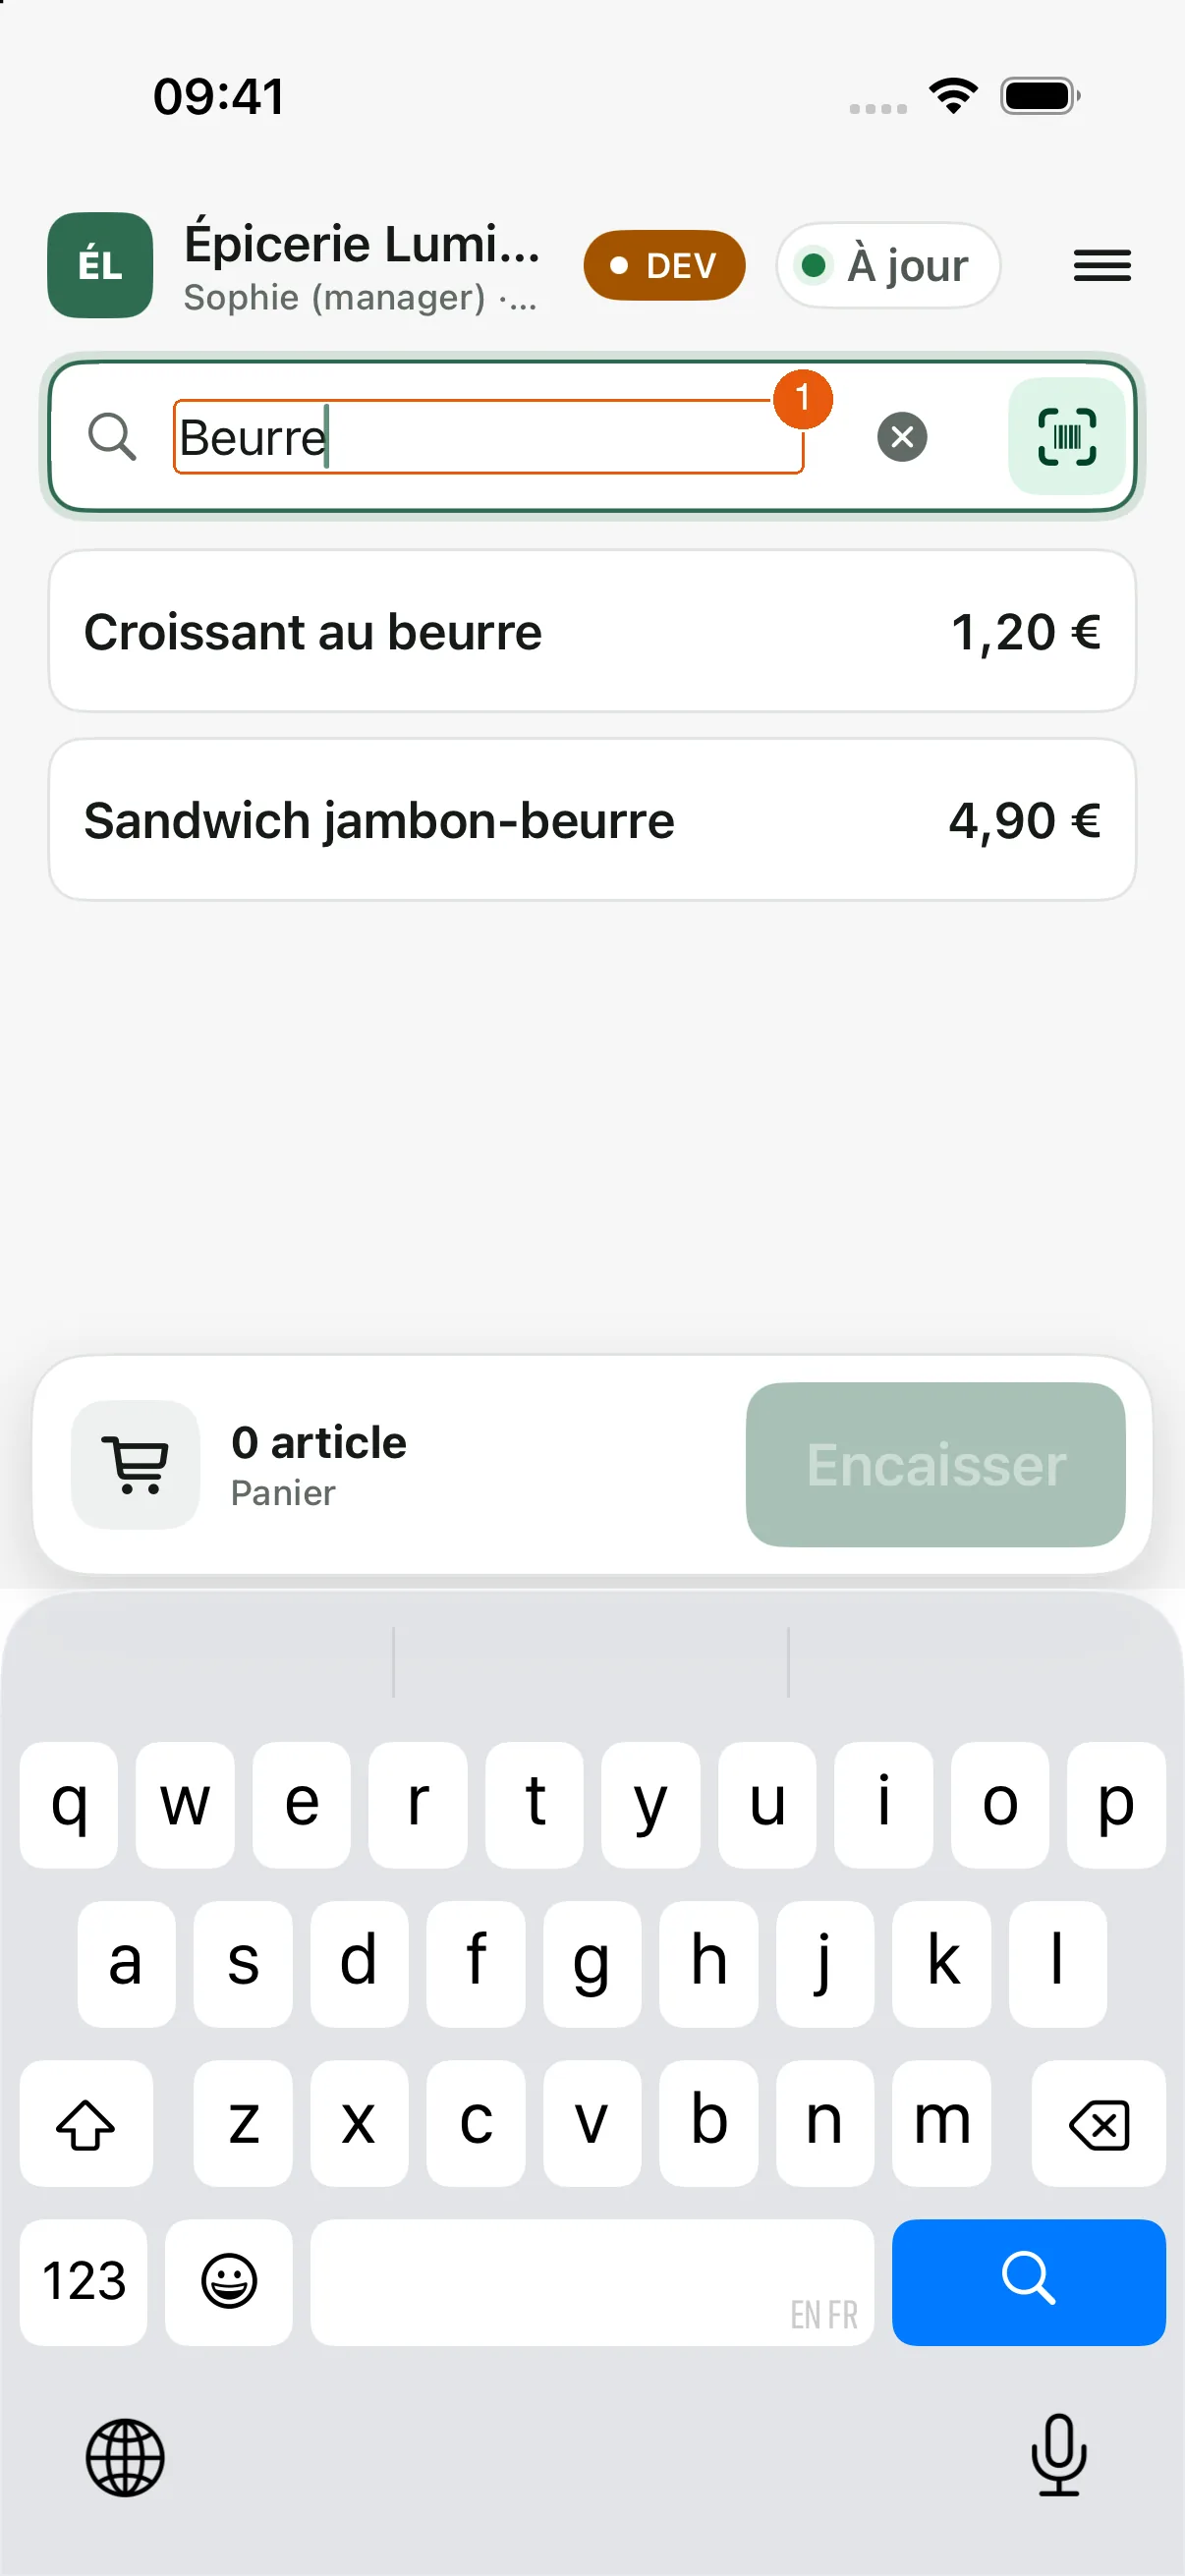 09:41
ÉL
Épicerie Lumi...
Sophie (manager) ·...
DEV
À jour
Beurre
1
Croissant au beurre
1,20 €
Sandwich jambon-beurre
4,90 €
0 article
Panier
Encaisser
q w e r t y u i o p
a s d f g h j k l
z x c v b n m
123
EN FR